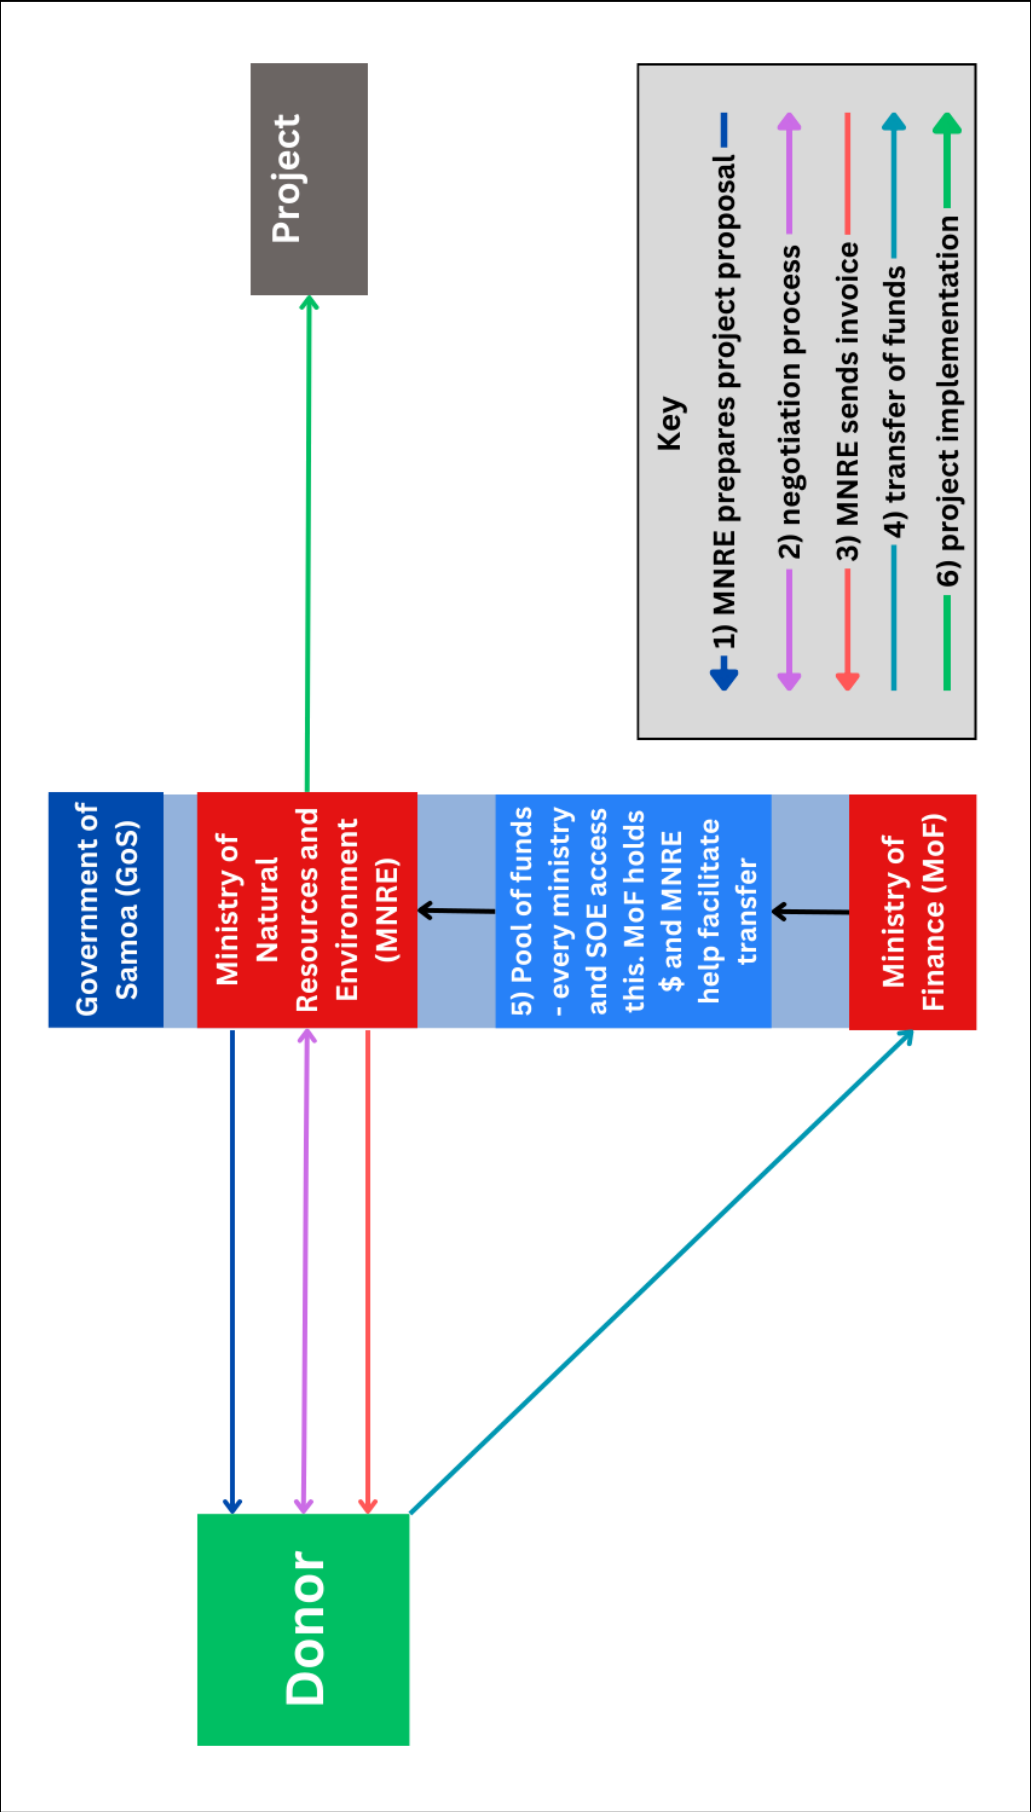 Donor
Government of
Samoa (GoS)
Ministry of
Natural
Resources and
Environment
(MNRE)
5) Pool of funds
- every ministry
and SOE access
this. MoF holds
$ and MNRE
help facilitate
transfer
Ministry of
Finance (MoF)
Project
Key
1) MNRE prepares project proposal
2) negotiation process
3) MNRE sends invoice
4) transfer of funds
6) project implementation